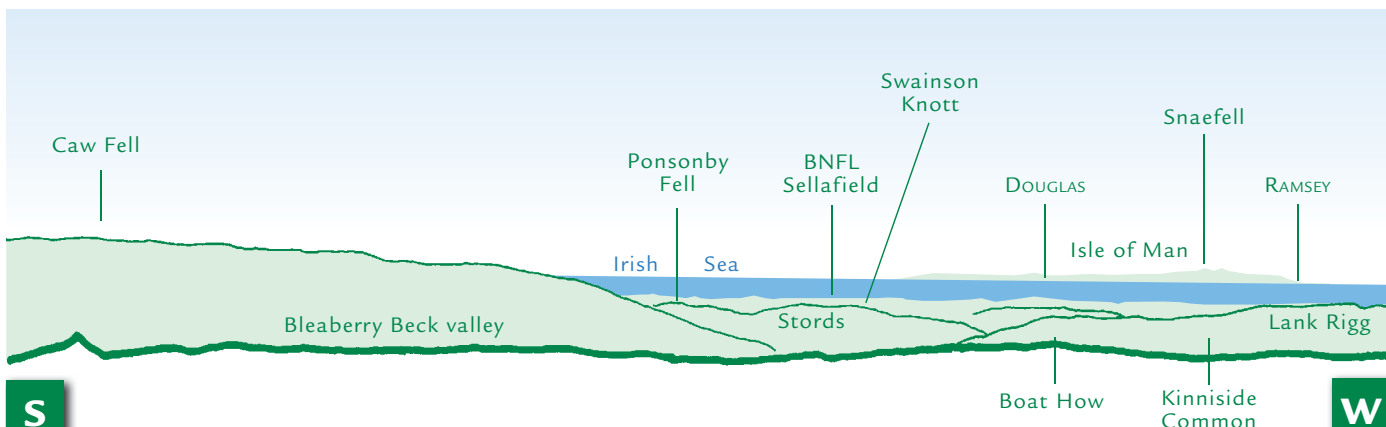 Swainson
Knott
Snaefell
Caw Fell
Ponsonby
Fell
BNFL
Sellafield
Douglas
Ramsey
Isle of Man
Irish Sea
Bleaberry Beck valley
Stords
Lank Rigg
Boat How
Kinniside
Common
S
W